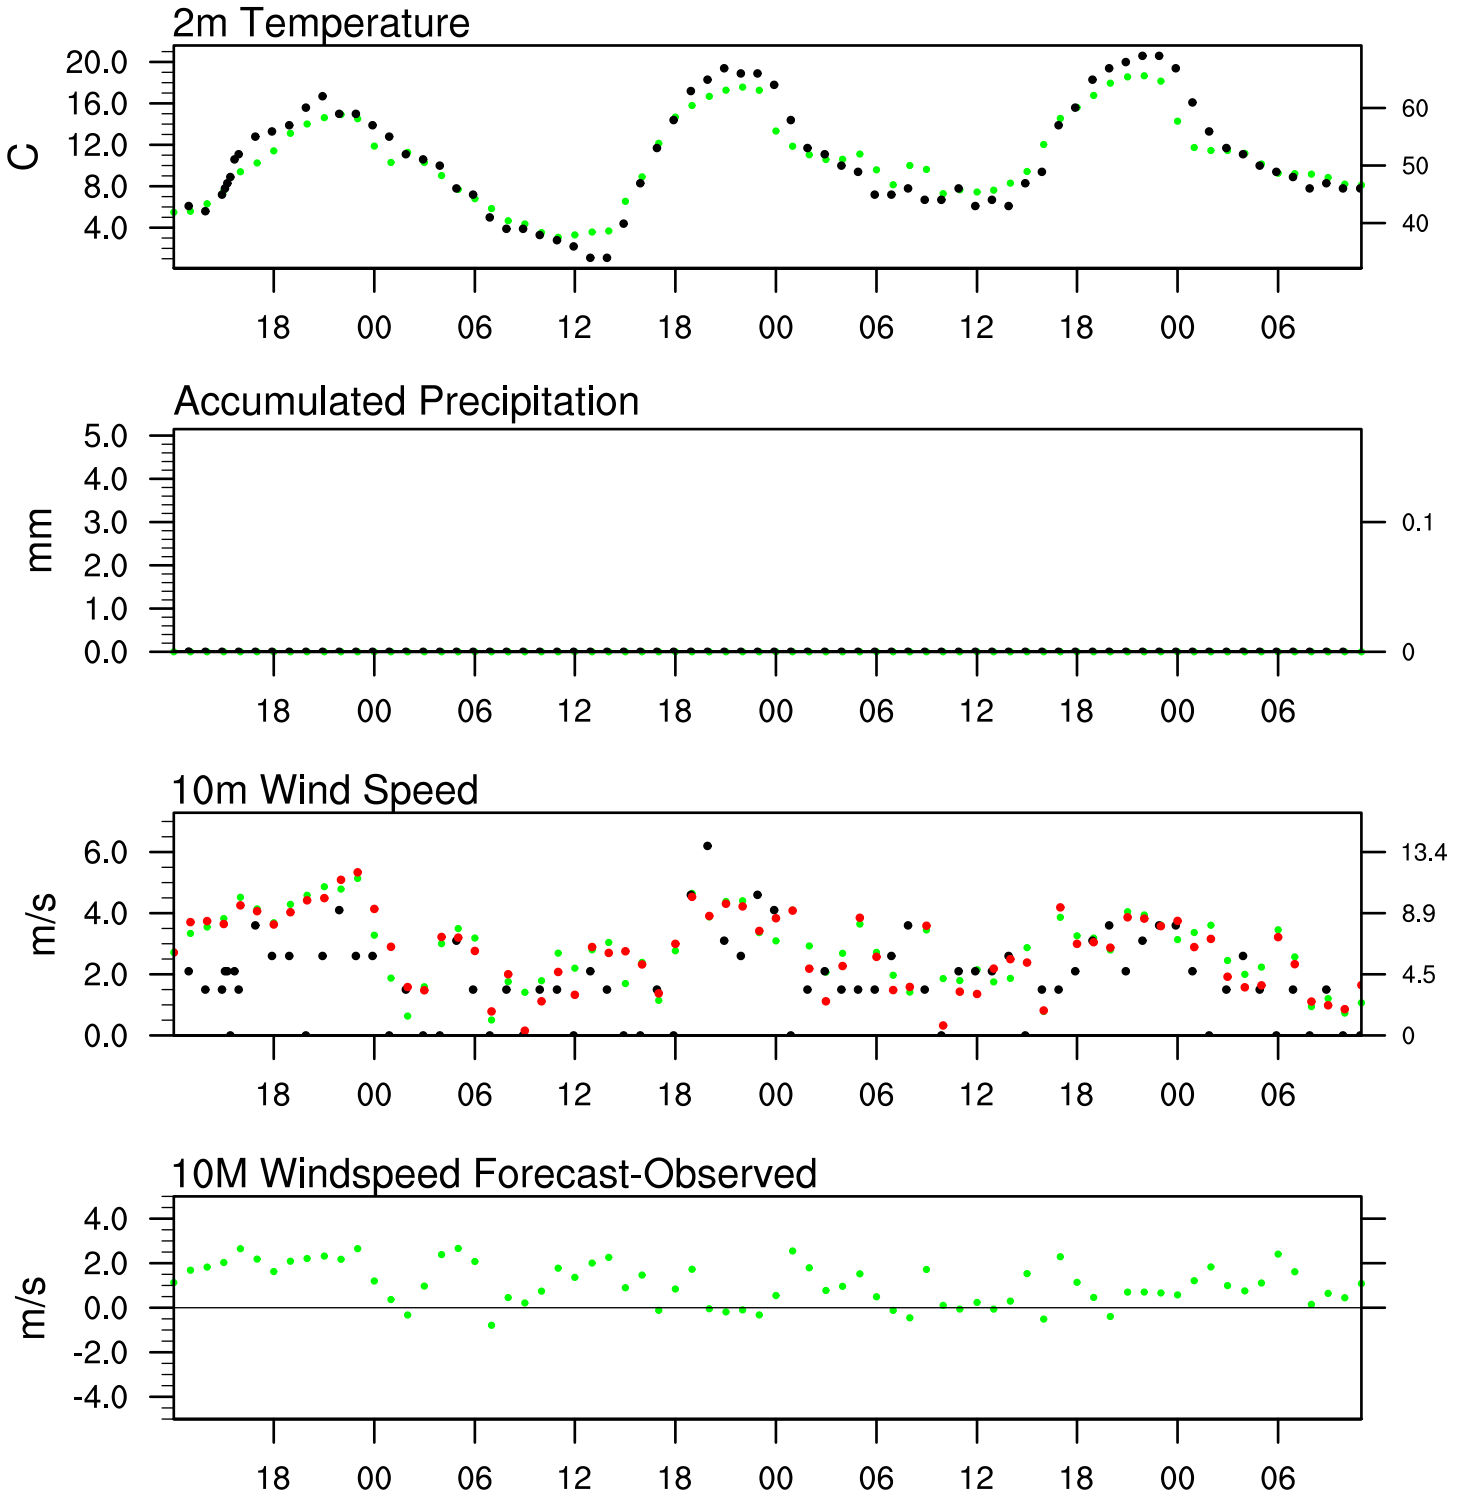 2m Temperature
20.0
16.0
12.0
8.0
4.0
C
60
50
40
18 00 06 12 18 00 06 12 18 00 06
Accumulated Precipitation
5.0
4.0
3.0
2.0
1.0
0.0
mm
0.1
0
18 00 06 12 18 00 06 12 18 00 06
10m Wind Speed
6.0
4.0
2.0
0.0
m/s
13.4
8.9
4.5
0
18 00 06 12 18 00 06 12 18 00 06
10M Windspeed Forecast-Observed
4.0
2.0
0.0
-2.0
-4.0
m/s
18 00 06 12 18 00 06 12 18 00 06